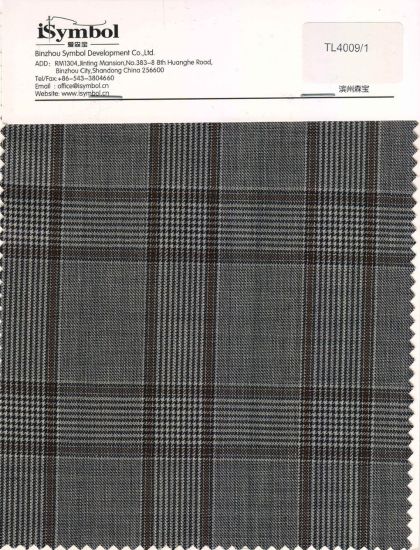 iSymbol
爱森宝
Binzhou Symbol Development Co.,Ltd.
ADD: RM1304,Jinting Mansion,No.383-8 8th Huanghe Road,
Binzhou City,Shandong China 256600
Tel/Fax:+86-543-3804660
Email : office@isymbol.cn
Website: www.isymbol.cn
TL4009/1
滨州森宝